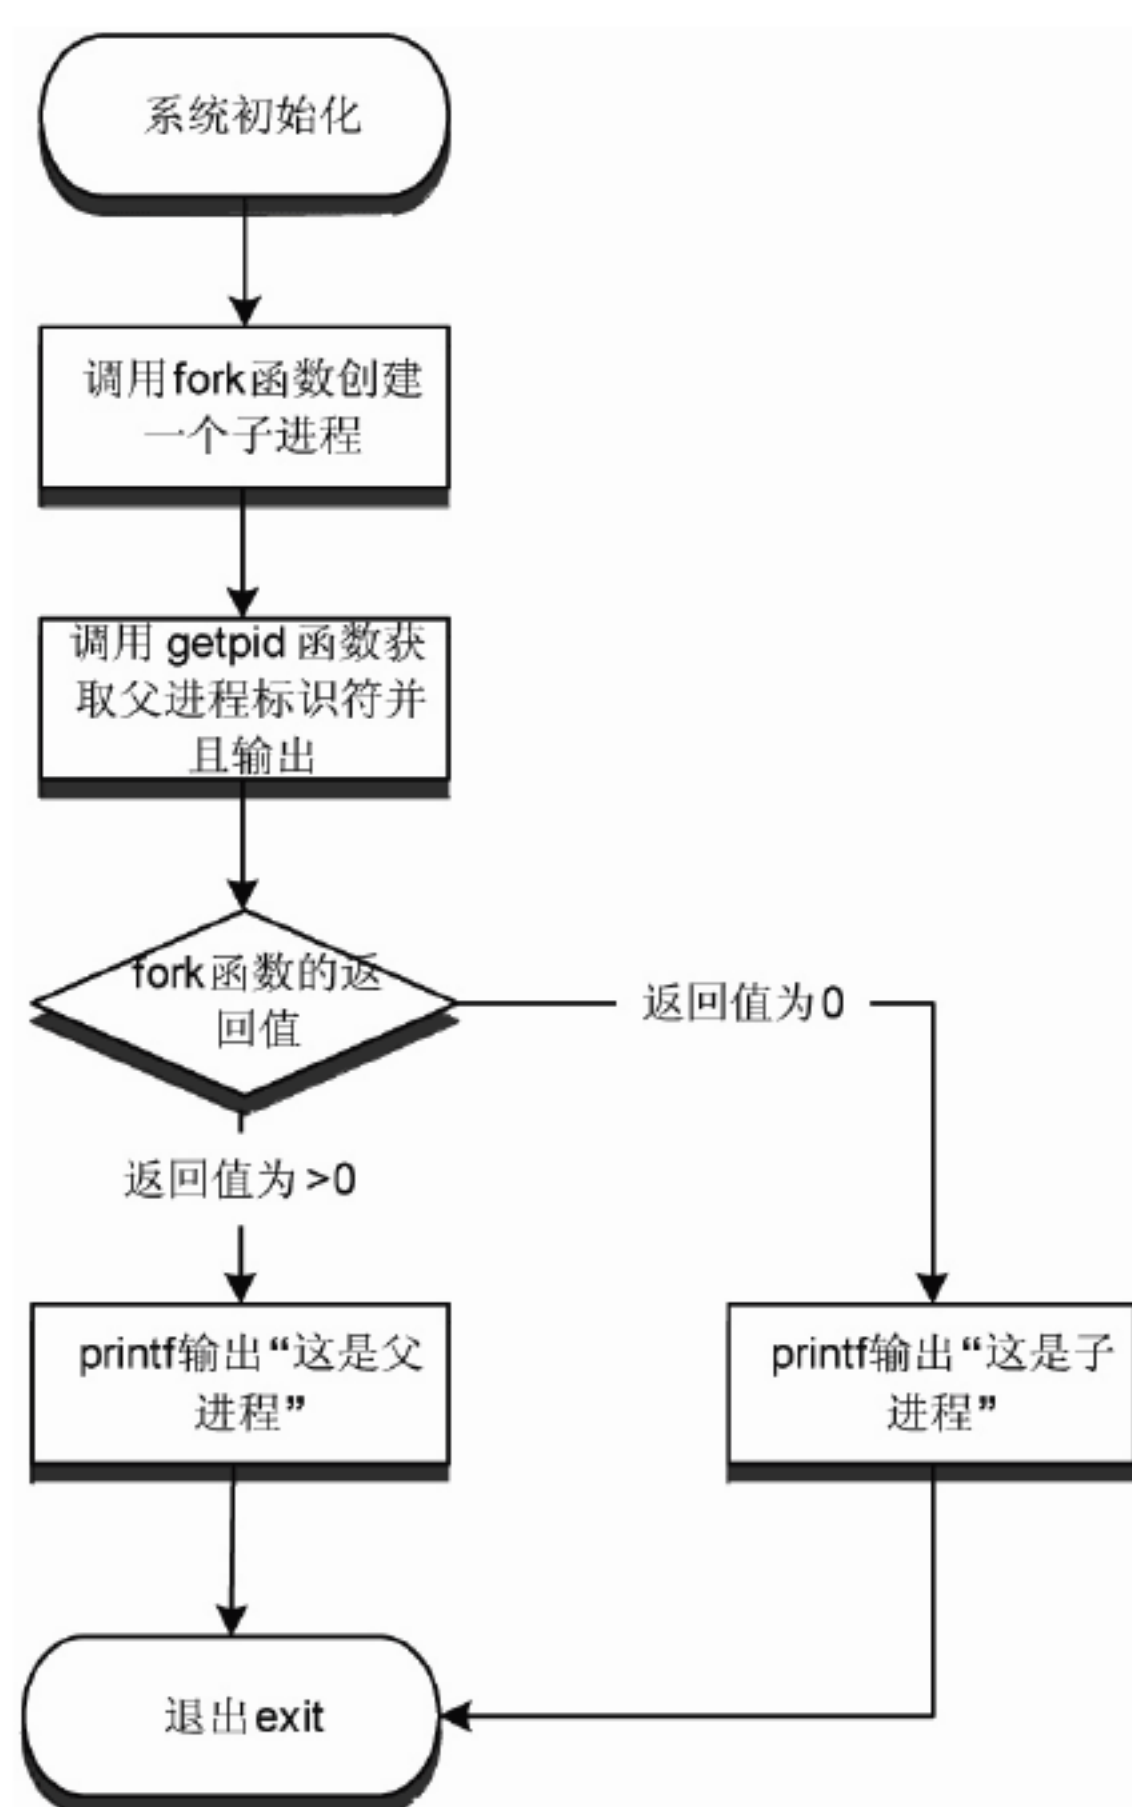 系统初始化
调用fork函数创建
一个子进程
调用 getpid 函数获
取父进程标识符并
且输出
fork函数的返
回值
返回值为0
返回值为>0
printf输出“这是父
进程”
printf输出“这是子
进程”
退出exit